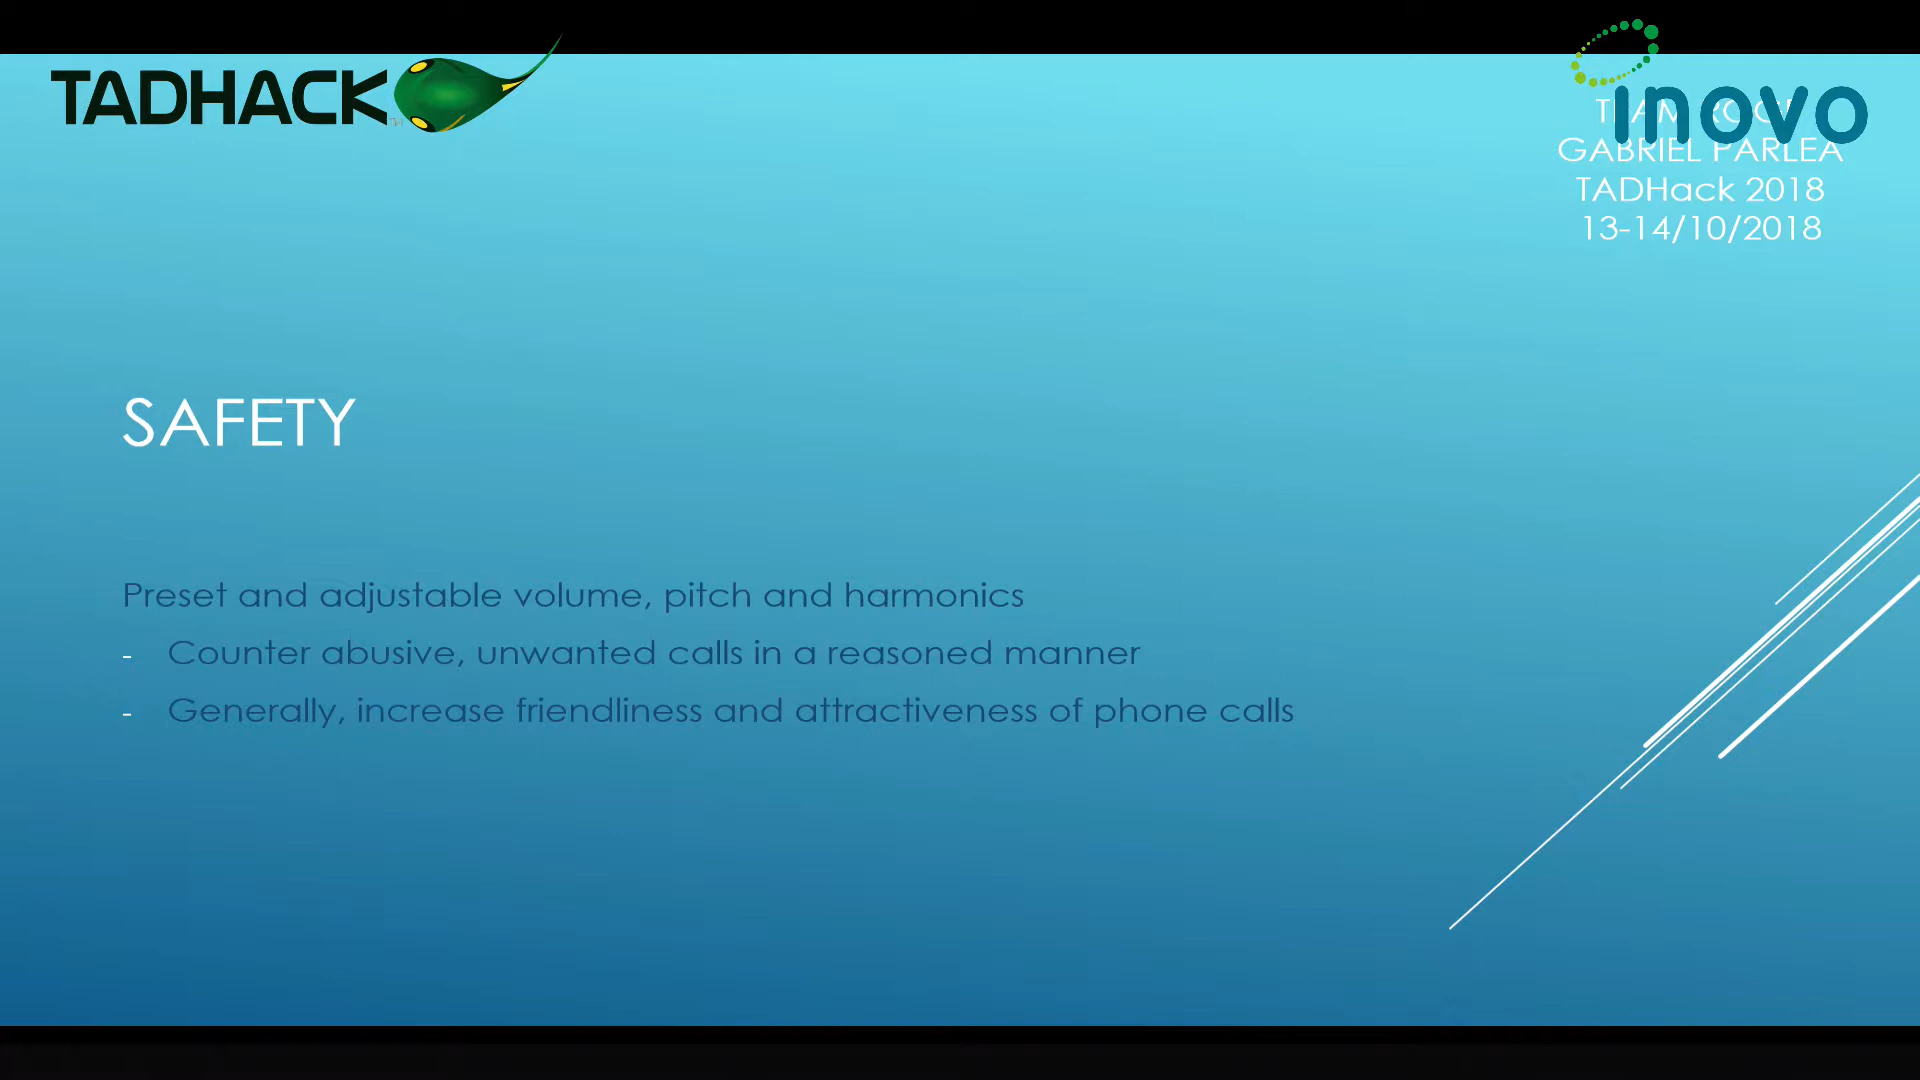 TADHACK
inovo
TEAM
GABRIEL PARLEA
TADHack 2018
13-14/10/2018
SAFETY
Preset and adjustable volume, pitch and harmonics
- Counter abusive, unwanted calls in a reasoned manner
- Generally, increase friendliness and attractiveness of phone calls